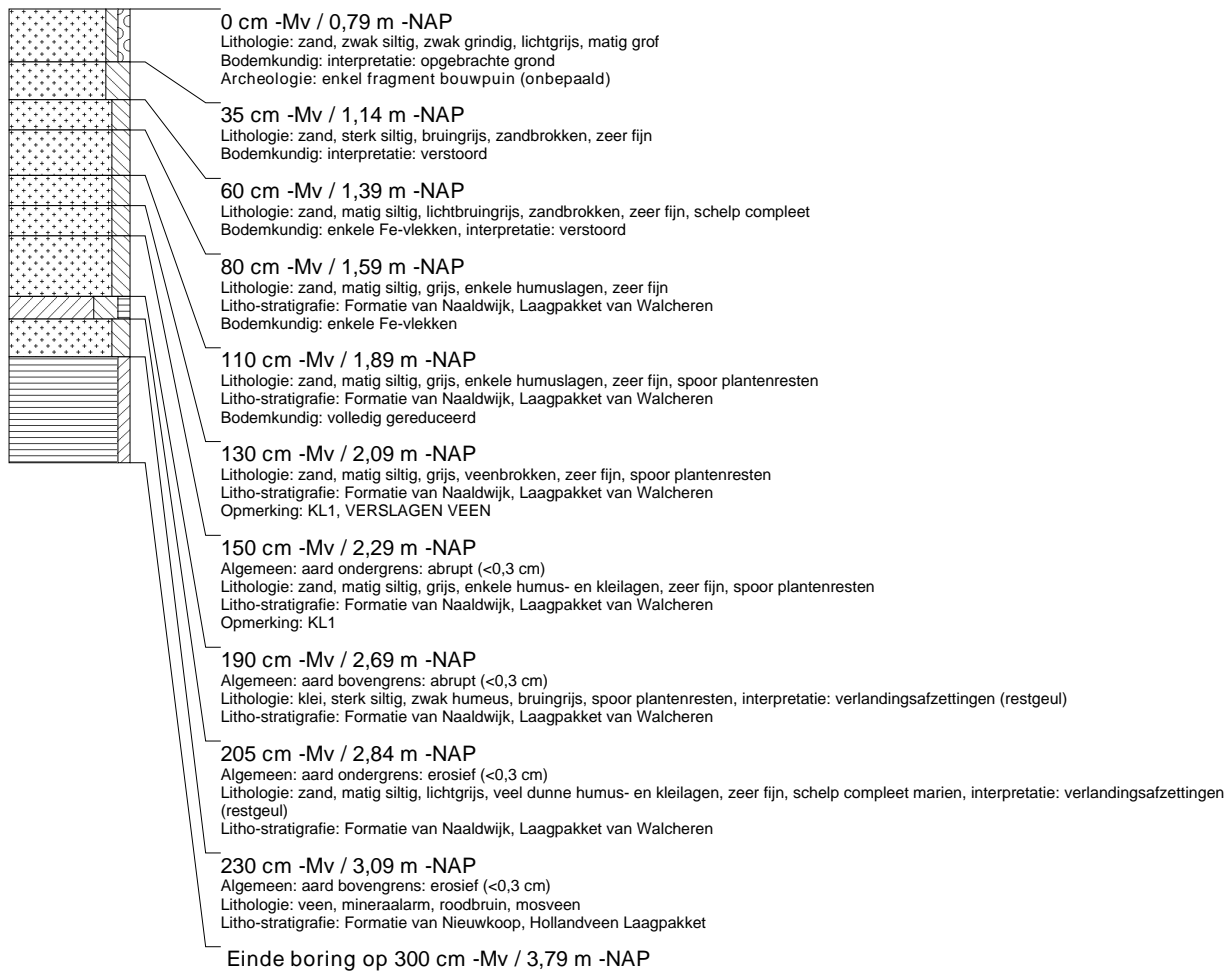 0 cm -Mv / 0,79 m -NAP
Lithologie: zand, zwak siltig, zwak grindig, lichtgrijs, matig grof
Bodemkundig: interpretatie: opgebrachte grond
Archeologie: enkel fragment bouwpuin (onbepaald)
35 cm -Mv / 1,14 m -NAP
Lithologie: zand, sterk siltig, bruingrijs, zandbrokken, zeer fijn
Bodemkundig: interpretatie: verstoord
60 cm -Mv / 1,39 m -NAP
Lithologie: zand, matig siltig, lichtbruingrijs, zandbrokken, zeer fijn, schelp compleet
Bodemkundig: enkele Fe-vlekken, interpretatie: verstoord
80 cm -Mv / 1,59 m -NAP
Lithologie: zand, matig siltig, grijs, enkele humuslagen, zeer fijn
Litho-stratigrafie: Formatie van Naaldwijk, Laagpakket van Walcheren
Bodemkundig: enkele Fe-vlekken
110 cm -Mv / 1,89 m -NAP
Lithologie: zand, matig siltig, grijs, enkele humuslagen, zeer fijn, spoor plantenresten
Litho-stratigrafie: Formatie van Naaldwijk, Laagpakket van Walcheren
Bodemkundig: volledig gereduceerd
130 cm -Mv / 2,09 m -NAP
Lithologie: zand, matig siltig, grijs, veenbrokken, zeer fijn, spoor plantenresten
Litho-stratigrafie: Formatie van Naaldwijk, Laagpakket van Walcheren
Opmerking: KL1, VERSLAGEN VEEN
150 cm -Mv / 2,29 m -NAP
Algemeen: aard ondergrens: abrupt (<0,3 cm)
Lithologie: zand, matig siltig, grijs, enkele humus- en kleilagen, zeer fijn, spoor plantenresten
Litho-stratigrafie: Formatie van Naaldwijk, Laagpakket van Walcheren
Opmerking: KL1
190 cm -Mv / 2,69 m -NAP
Algemeen: aard bovengrens: abrupt (<0,3 cm)
Lithologie: klei, sterk siltig, zwak humeus, bruingrijs, spoor plantenresten, interpretatie: verlandingsafzettingen (restgeul)
Litho-stratigrafie: Formatie van Naaldwijk, Laagpakket van Walcheren
205 cm -Mv / 2,84 m -NAP
Algemeen: aard ondergrens: erosief (<0,3 cm)
Lithologie: zand, matig siltig, lichtgrijs, veel dunne humus- en kleilagen, zeer fijn, schelp compleet marien, interpretatie: verlandingsafzettingen
(restgeul)
Litho-stratigrafie: Formatie van Naaldwijk, Laagpakket van Walcheren
230 cm -Mv / 3,09 m -NAP
Algemeen: aard bovengrens: erosief (<0,3 cm)
Lithologie: veen, mineraalarm, roodbruin, mosveen
Litho-stratigrafie: Formatie van Nieuwkoop, Hollandveen Laagpakket
Einde boring op 300 cm -Mv / 3,79 m -NAP